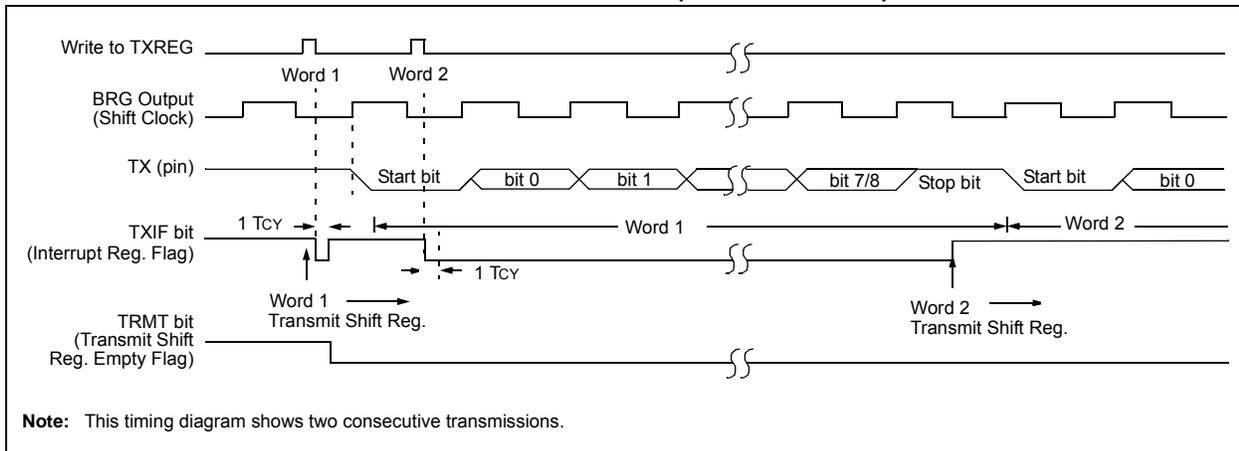 Write to TXREG
Word 1 Word 2
BRG Output
(Shift Clock)
TX (pin) Start bit bit 0 bit 1 bit 7/8 Stop bit Start bit bit 0
1 TCY Word 1 Word 2
TXIF bit
(Interrupt Reg. Flag)
1 TCY
Word 1
Transmit Shift Reg.
Word 2
Transmit Shift Reg.
TRMT bit
(Transmit Shift
Reg. Empty Flag)
Note: This timing diagram shows two consecutive transmissions.